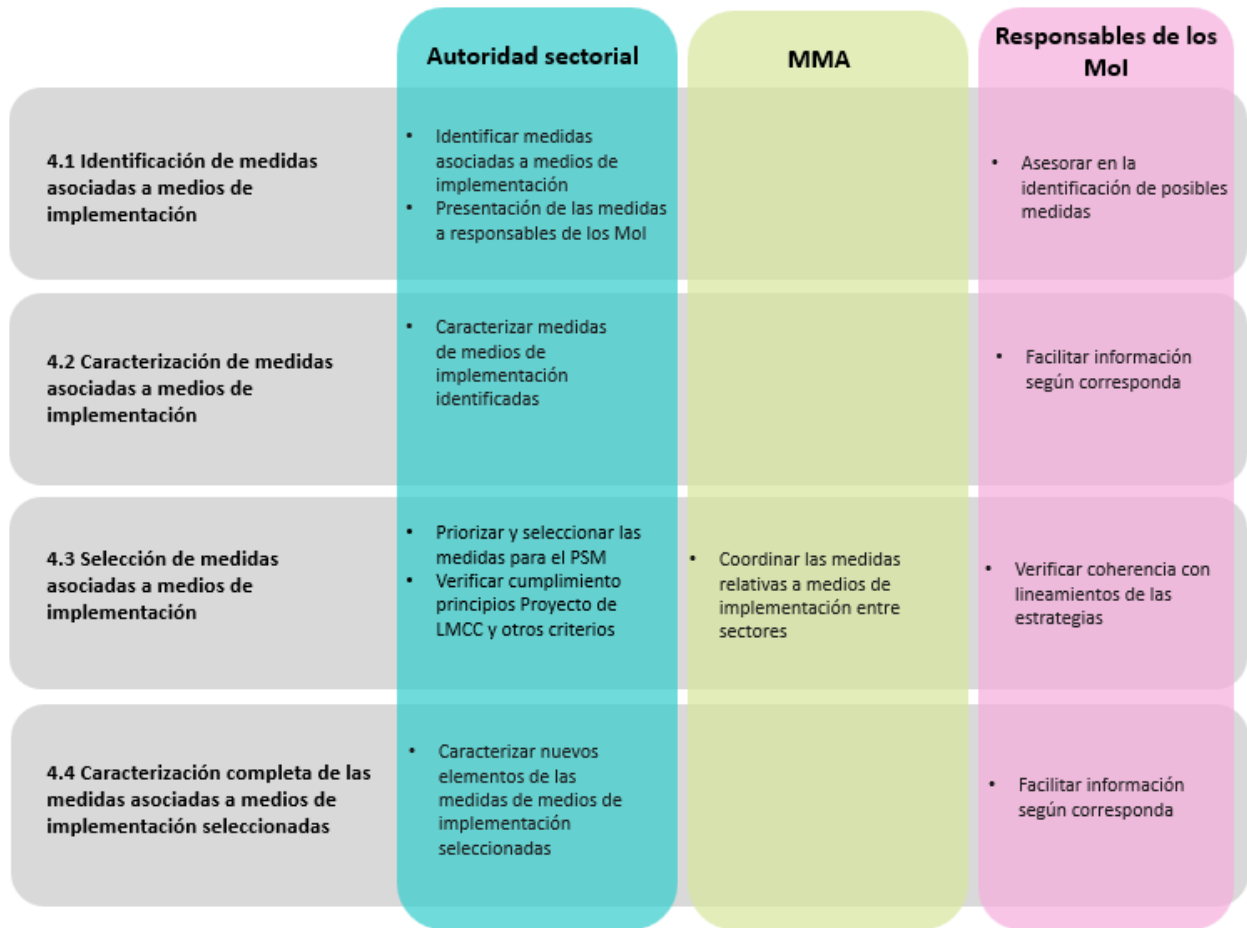 Autoridad sectorial
MMA
Responsables de los
MoI
4.1 Identificación de medidas
asociadas a medios de
implementación
• Identificar medidas
asociadas a medios de
implementación
• Presentación de las medidas
a responsables de los MoI
• Asesorar en la
identificación de posibles
medidas
4.2 Caracterización de medidas
asociadas a medios de
implementación
• Caracterizar medidas
de medios de
implementación
identificadas
• Facilitar información
según corresponda
4.3 Selección de medidas
asociadas a medios de
implementación
• Priorizar y seleccionar las
medidas para el PSM
• Verificar cumplimiento
principios Proyecto de
LMCC y otros criterios
• Coordinar las medidas
relativas a medios de
implementación entre
sectores
• Verificar coherencia con
lineamientos de las
estrategias
4.4 Caracterización completa de las
medidas asociadas a medios de
implementación seleccionadas
• Caracterizar nuevos
elementos de las
medidas de medios de
implementación
seleccionadas
• Facilitar información
según corresponda